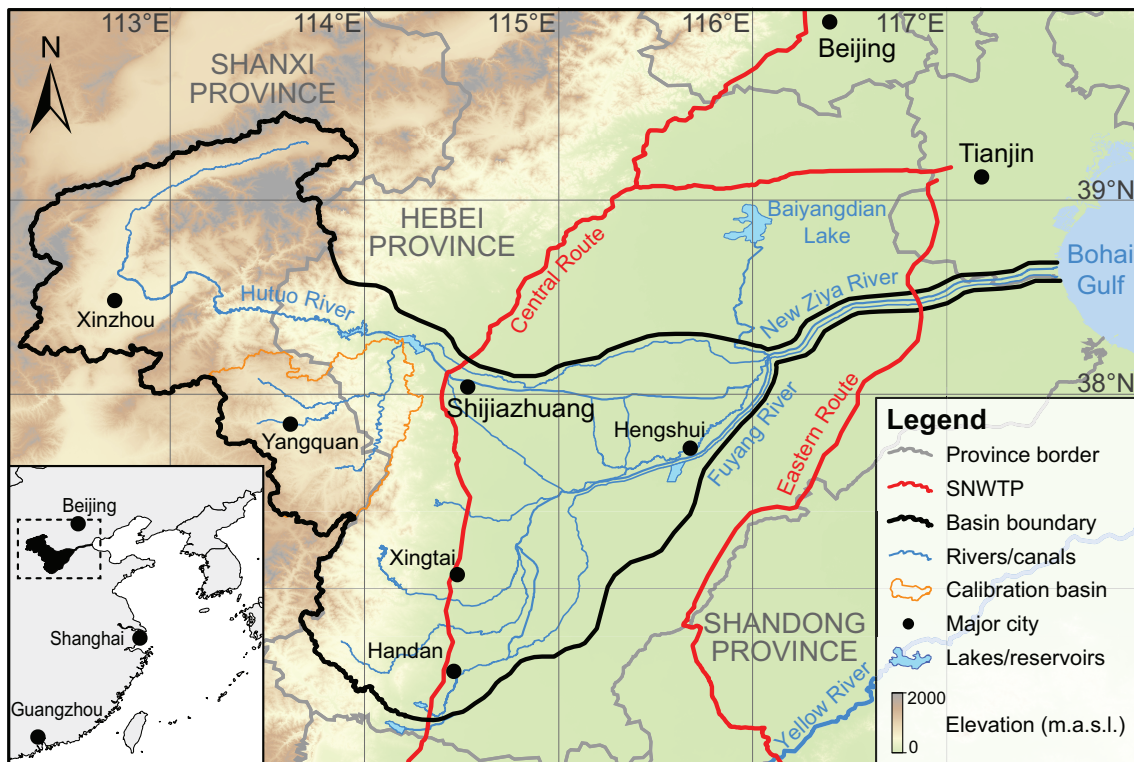 113°E
114°E
115°E
116°E
117°E
N
SHANXI
PROVINCE
Beijing
Tianjin
39°N
HEBEI
PROVINCE
Baiyangdian
Lake
Central Route
Bohai
Gulf
Hutuo River
New Ziya River
Xinzhou
38°N
Shijiazhuang
Yangquan
Hengshui
Fuyang River
Eastern Route
Xingtai
Handan
SHANDONG
PROVINCE
Yellow River
Legend
Province border
SNWTP
Basin boundary
Rivers/canals
Calibration basin
Major city
Lakes/reservoirs
2000
0
Elevation (m.a.s.l.)
Beijing
Shanghai
Guangzhou